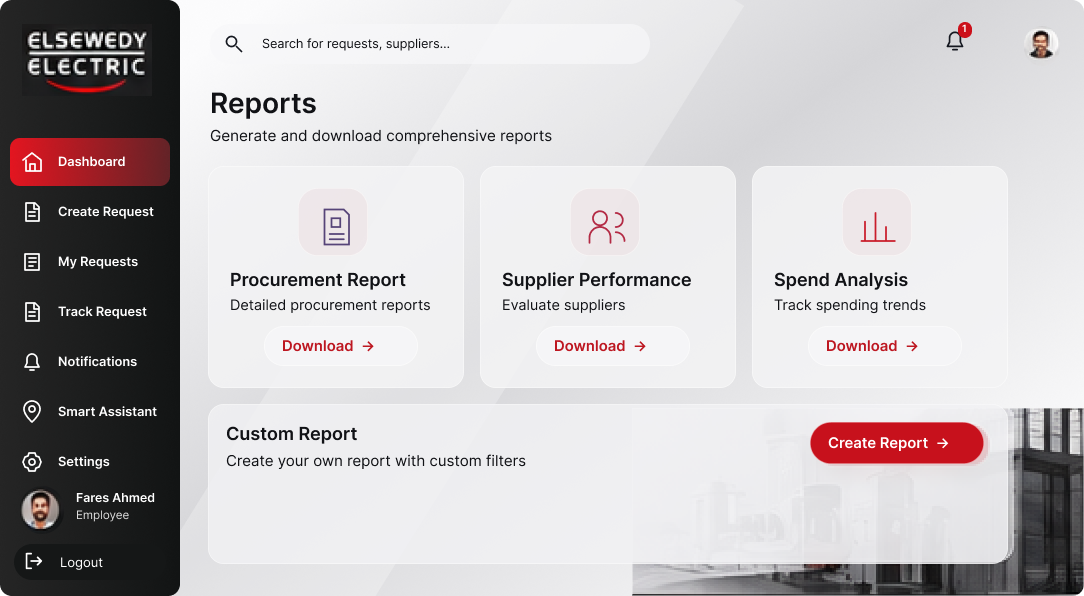 ELSEWEDY
ELECTRIC
Dashboard
Create Request
My Requests
Track Request
Notifications
Smart Assistant
Settings
Fares Ahmed
Employee
Logout
Search for requests, suppliers...
1
Reports
Generate and download comprehensive reports
Procurement Report
Detailed procurement reports
Download →
Supplier Performance
Evaluate suppliers
Download →
Spend Analysis
Track spending trends
Download →
Custom Report
Create your own report with custom filters
Create Report →